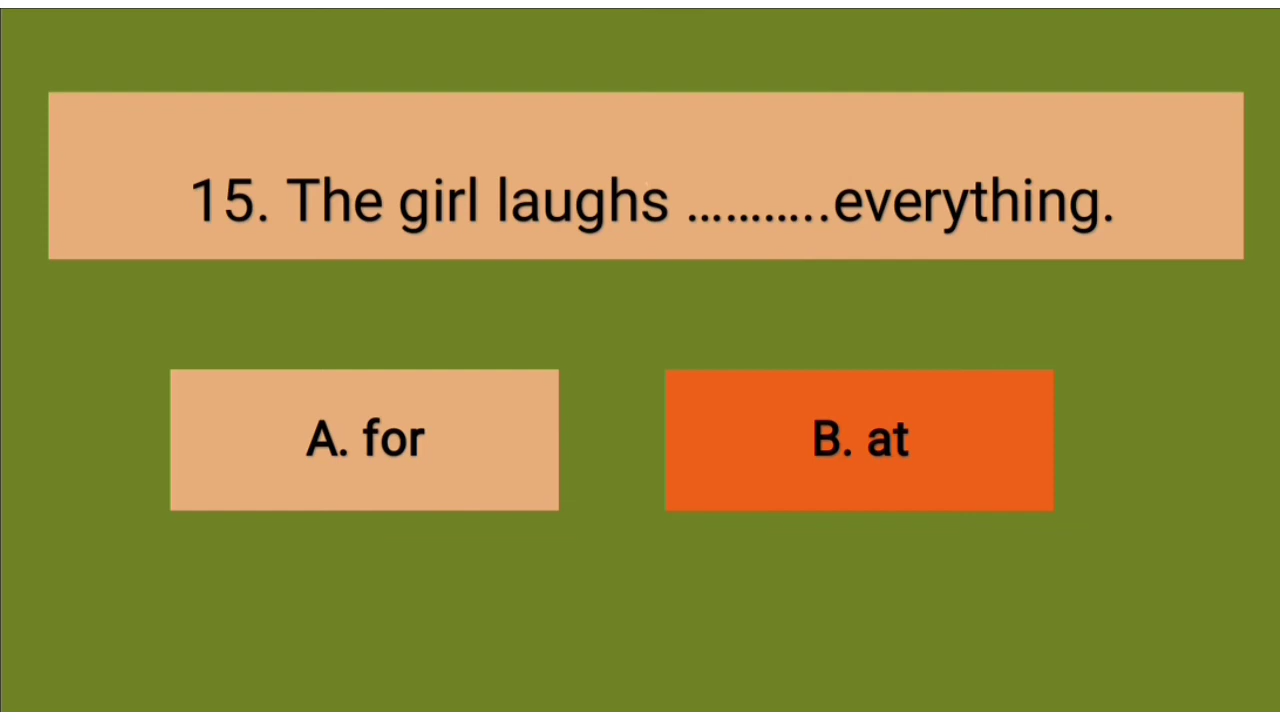 15. The girl laughs ………..everything.
A. for
B. at